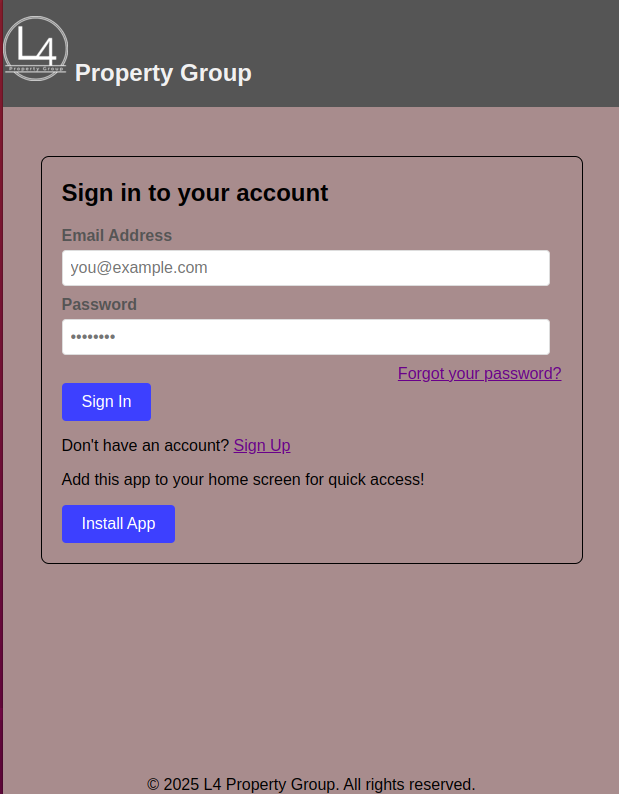 L4
Property Group
Property Group
Sign in to your account
Email Address
you@example.com
Password
••••••••
Forgot your password?
Sign In
Don't have an account? Sign Up
Add this app to your home screen for quick access!
Install App
© 2025 L4 Property Group. All rights reserved.